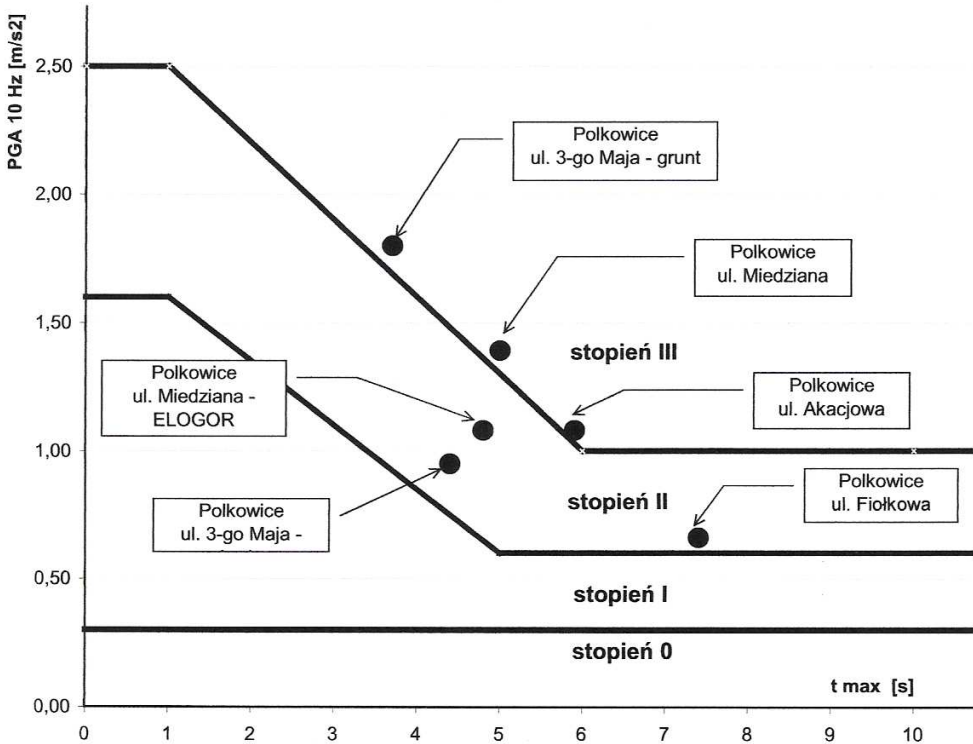 PGA 10 Hz [m/s2]
2,50
2,00
1,50
1,00
0,50
0,00
Polkowice
ul. 3-go Maja - grunt
Polkowice
ul. Miedziana
stopień III
Polkowice
ul. Miedziana -
ELOGOR
Polkowice
ul. Akacjowa
stopień II
Polkowice
ul. 3-go Maja -
Polkowice
ul. Fiołkowa
stopień I
stopień 0
t max [s]
0 1 2 3 4 5 6 7 8 9 10